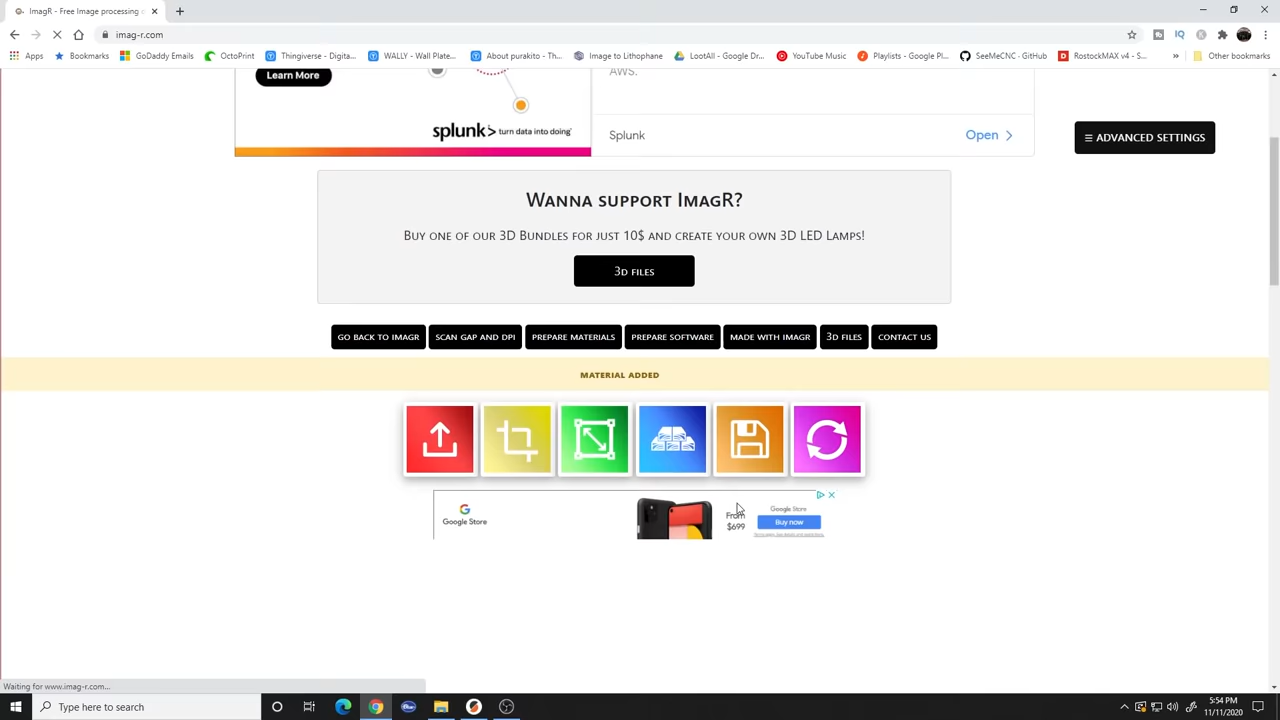 ImagR - Free Image processing o
imag-r.com
IQ
Apps
Bookmarks
GoDaddy Emails
OctoPrint
Thingiverse - Digita...
WALLY - Wall Plate...
About purakito - Th...
Image to Lithophane
LootAll - Google Dr...
YouTube Music
Playlists - Google Pl...
SeeMeCNC · GitHub
RostockMAX v4 - S...
»
Other bookmarks
Learn More
AWS.
splunk> turn data into doing
Splunk
Open
☰ ADVANCED SETTINGS
WANNA SUPPORT IMAGR?
BUY ONE OF OUR 3D BUNDLES FOR JUST 10$ AND CREATE YOUR OWN 3D LED LAMPS!
3D FILES
GO BACK TO IMAGR
SCAN GAP AND DPI
PREPARE MATERIALS
PREPARE SOFTWARE
MADE WITH IMAGR
3D FILES
CONTACT US
MATERIAL ADDED
Google Store
From
$699
Google Store
Buy now
Waiting for www.imag-r.com...
Type here to search
5:54 PM
11/11/2020